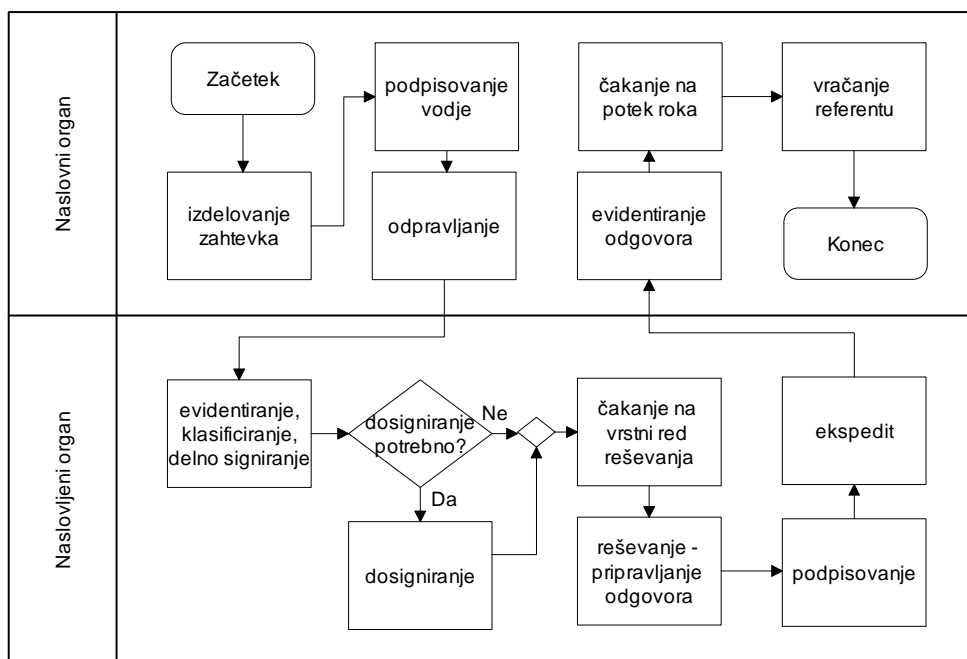 Naslovni organ
Začetek
izdelovanje
zahtevka
podpisovanje
vodje
odpravljanje
čakanje na
potek roka
evidentiranje
odgovora
vračanje
referentu
Konec
Naslovljeni organ
evidentiranje,
klasificiranje,
delno signiranje
dosigniranje
potrebno?
Ne
Da
dosigniranje
čakanje na
vrstni red
reševanja
reševanje -
pripravljanje
odgovora
podpisovanje
ekspedit